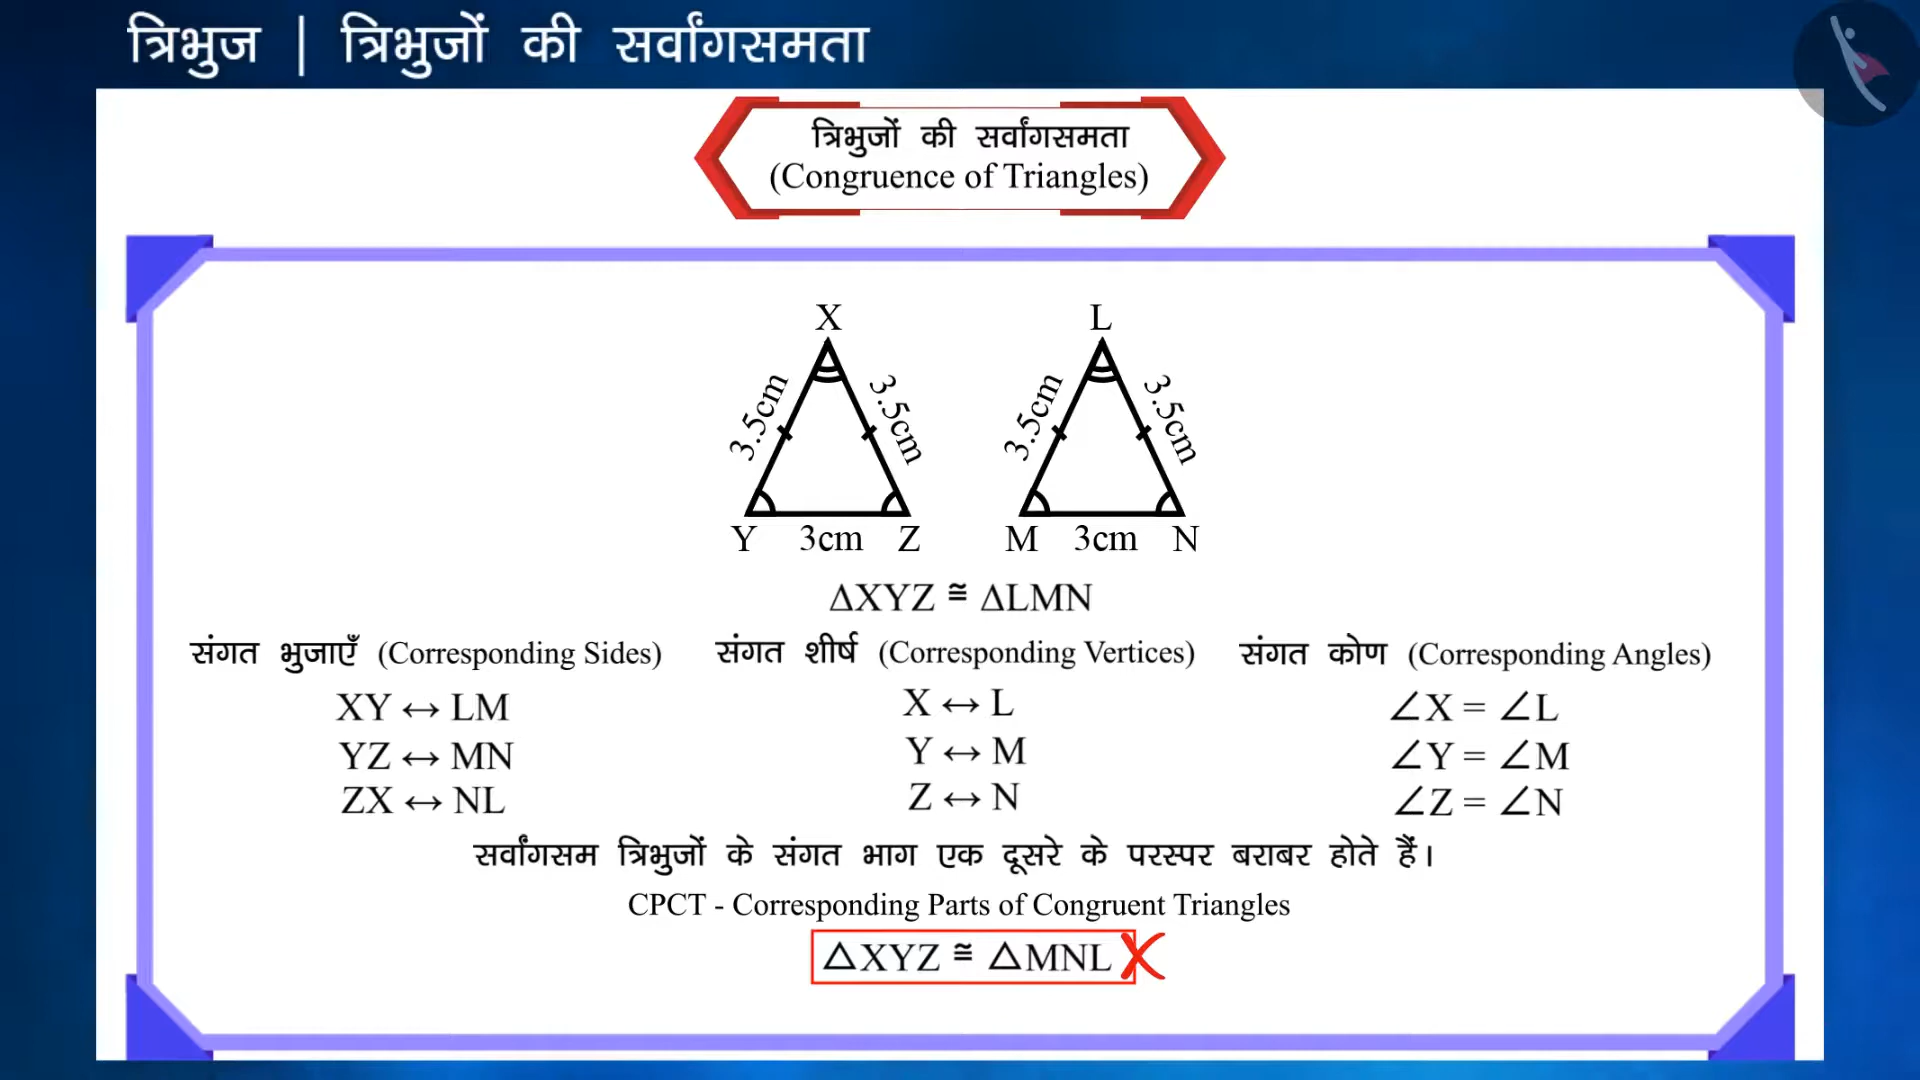 त्रिभुज | त्रिभुजों की सर्वांगसमता
त्रिभुजों की सर्वांगसमता
(Congruence of Triangles)
X
3.5cm
3.5cm
Y 3cm Z
L
3.5cm
3.5cm
M 3cm N
ΔXYZ ≅ ΔLMN
संगत भुजाएँ (Corresponding Sides)
XY ↔ LM
YZ ↔ MN
ZX ↔ NL
संगत शीर्ष (Corresponding Vertices)
X ↔ L
Y ↔ M
Z ↔ N
संगत कोण (Corresponding Angles)
∠X = ∠L
∠Y = ∠M
∠Z = ∠N
सर्वांगसम त्रिभुजों के संगत भाग एक दूसरे के परस्पर बराबर होते हैं।
CPCT - Corresponding Parts of Congruent Triangles
△XYZ ≅ △MNL